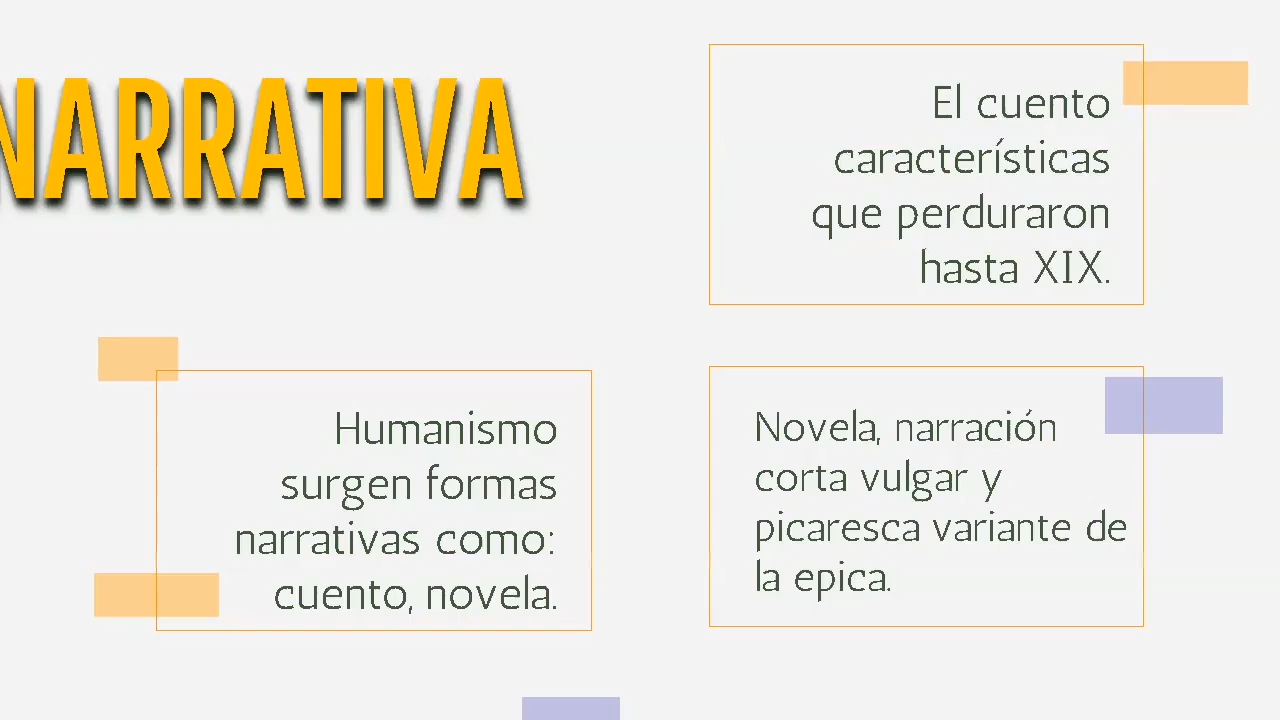 NARRATIVA
El cuento
características
que perduraron
hasta XIX.
Humanismo
surgen formas
narrativas como:
cuento, novela.
Novela, narración
corta vulgar y
picaresca variante de
la epica.